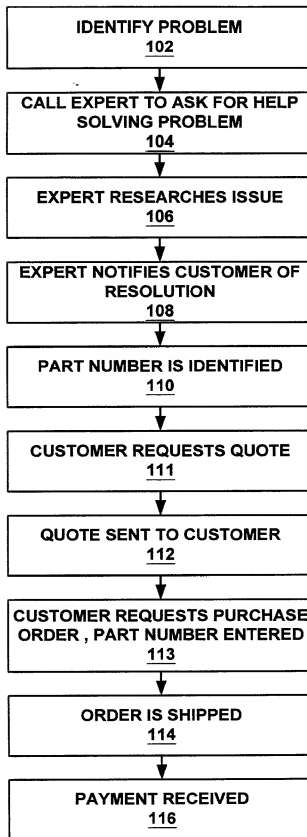 IDENTIFY PROBLEM
102
CALL EXPERT TO ASK FOR HELP
SOLVING PROBLEM
104
EXPERT RESEARCHES ISSUE
106
EXPERT NOTIFIES CUSTOMER OF
RESOLUTION
108
PART NUMBER IS IDENTIFIED
110
CUSTOMER REQUESTS QUOTE
111
QUOTE SENT TO CUSTOMER
112
CUSTOMER REQUESTS PURCHASE
ORDER , PART NUMBER ENTERED
113
ORDER IS SHIPPED
114
PAYMENT RECEIVED
116